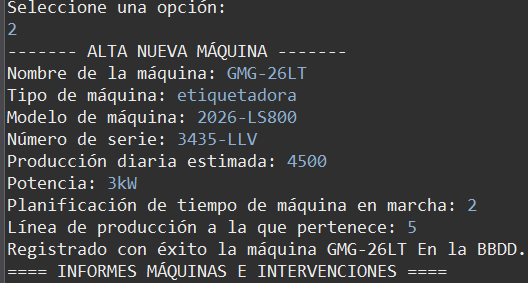 Seleccione una opción:
2
------- ALTA NUEVA MÁQUINA -------
Nombre de la máquina: GMG-26LT
Tipo de máquina: etiquetadora
Modelo de máquina: 2026-LS800
Número de serie: 3435-LLV
Producción diaria estimada: 4500
Potencia: 3kW
Planificación de tiempo de máquina en marcha: 2
Línea de producción a la que pertenece: 5
Registrado con éxito la máquina GMG-26LT En la BBDD.
==== INFORMES MÁQUINAS E INTERVENCIONES ====